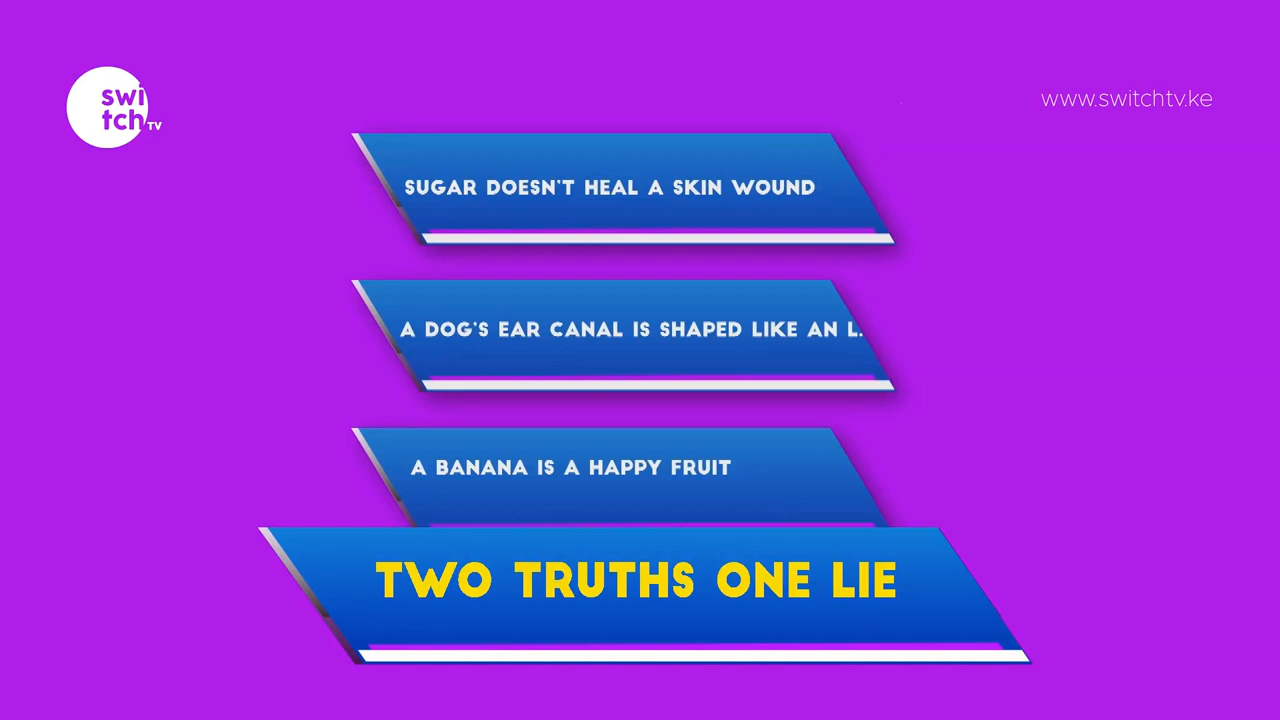 swi
tch TV
www.switchtv.ke
SUGAR DOESN'T HEAL A SKIN WOUND
A DOG'S EAR CANAL IS SHAPED LIKE AN L.
A BANANA IS A HAPPY FRUIT
TWO TRUTHS ONE LIE